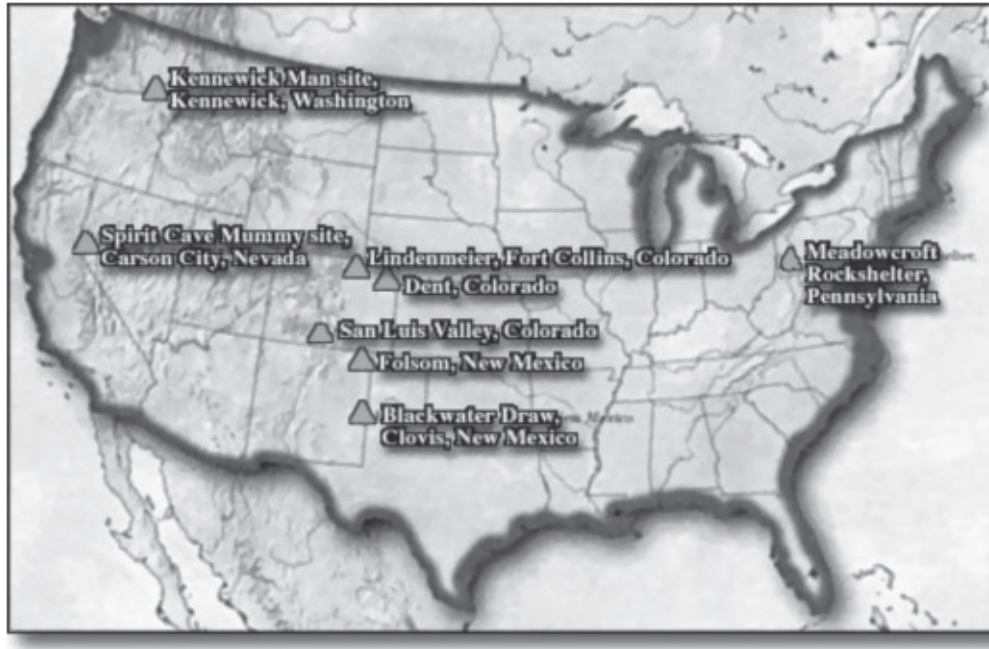 Kennewick Man site,
Kennewick, Washington
Spirit Cave Mummy site,
Carson City, Nevada
Lindenmeier, Fort Collins, Colorado
Dent, Colorado
Meadowcroft
Rockshelter,
Pennsylvania
San Luis Valley, Colorado
Folsom, New Mexico
Blackwater Draw,
Clovis, New Mexico